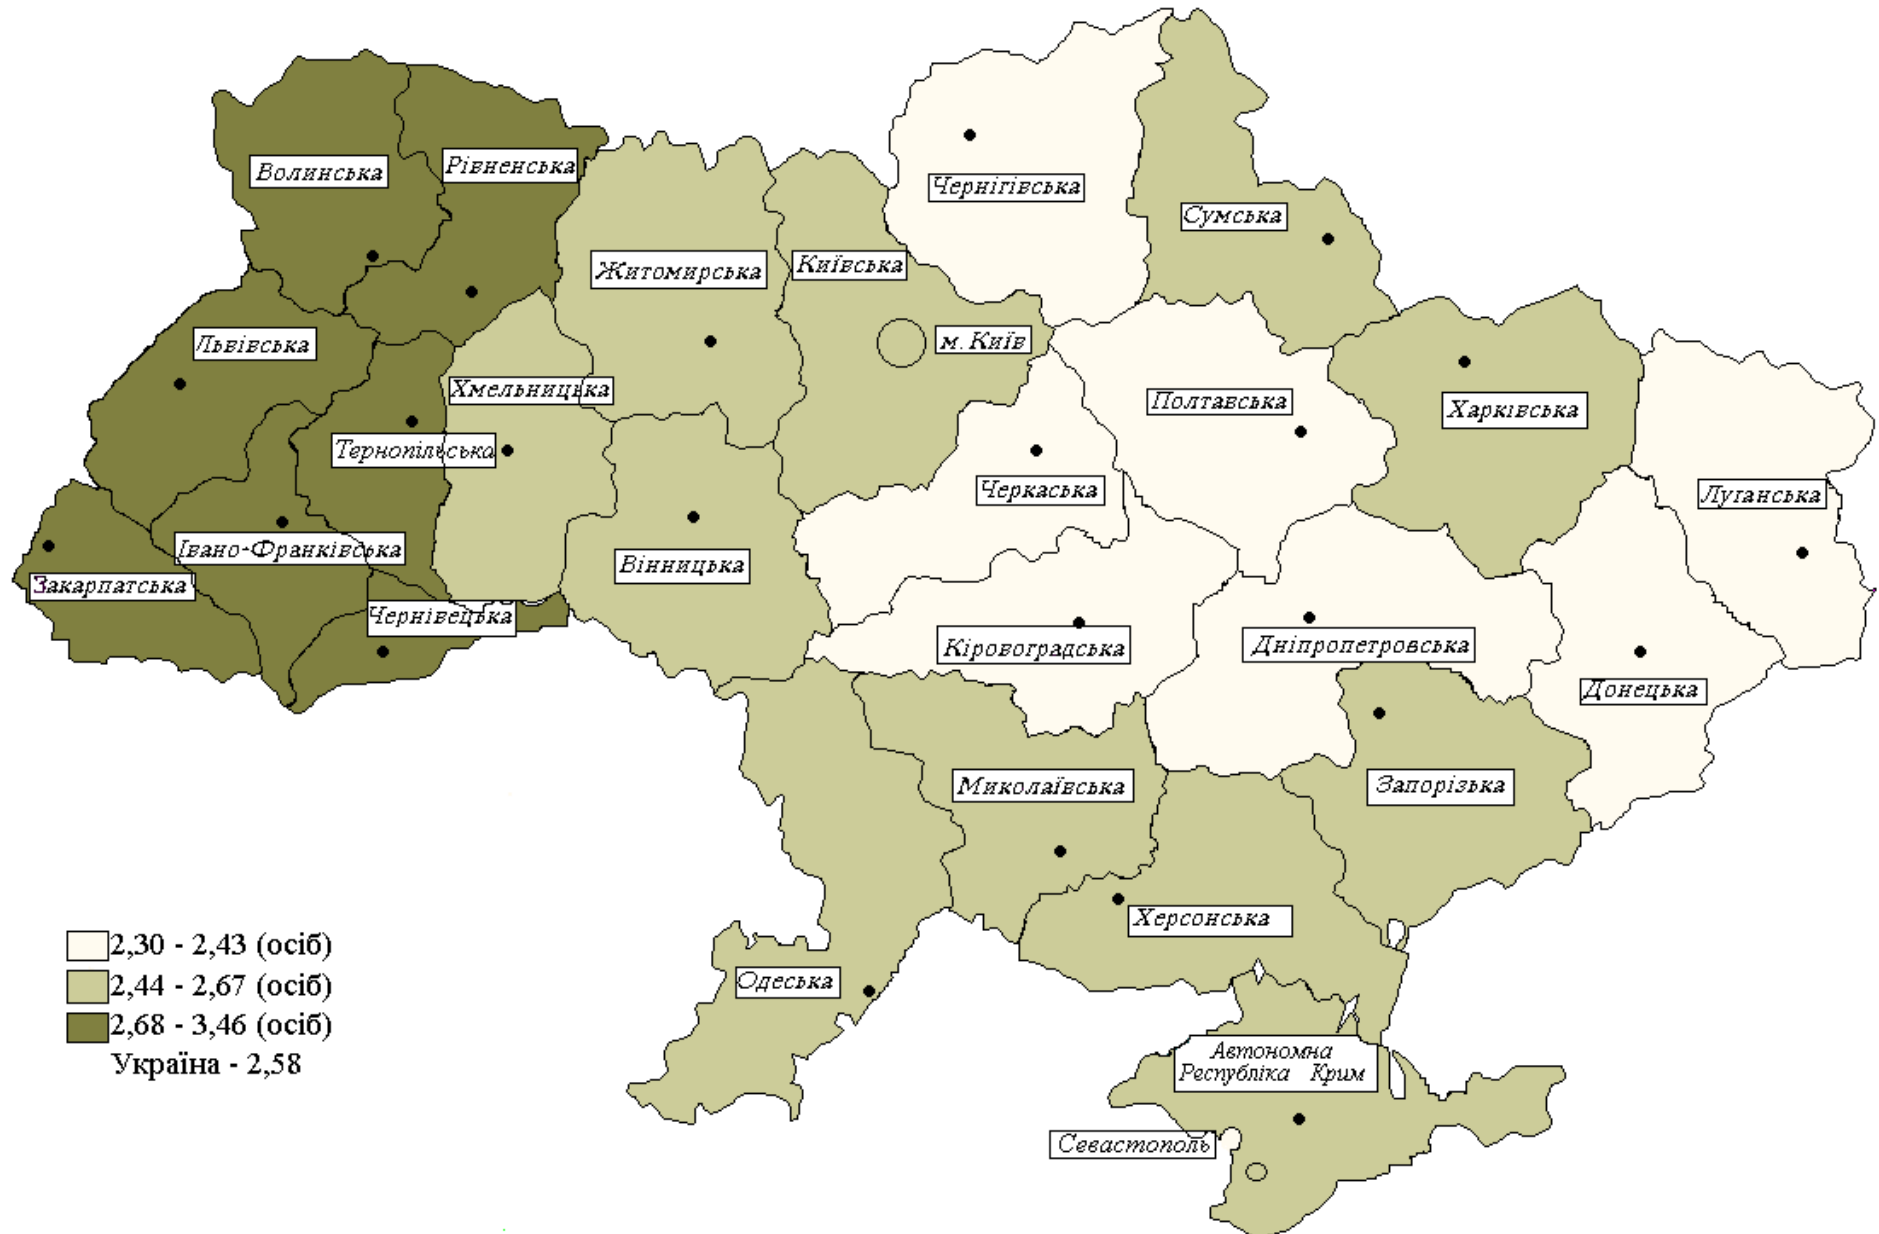 Волинська
Рівненська
Чернігівська
Сумська
Житомирська
Київська
м. Київ
Львівська
Хмельницька
Полтавська
Харківська
Тернопільська
Черкаська
Луганська
Івано-Франківська
Вінницька
Закарпатська
Чернівецька
Кіровоградська
Дніпропетровська
Донецька
Миколаївська
Запорізька
Херсонська
Одеська
Автономна
Республіка Крим
Севастополь
2,30 - 2,43 (осіб)
2,44 - 2,67 (осіб)
2,68 - 3,46 (осіб)
Україна - 2,58